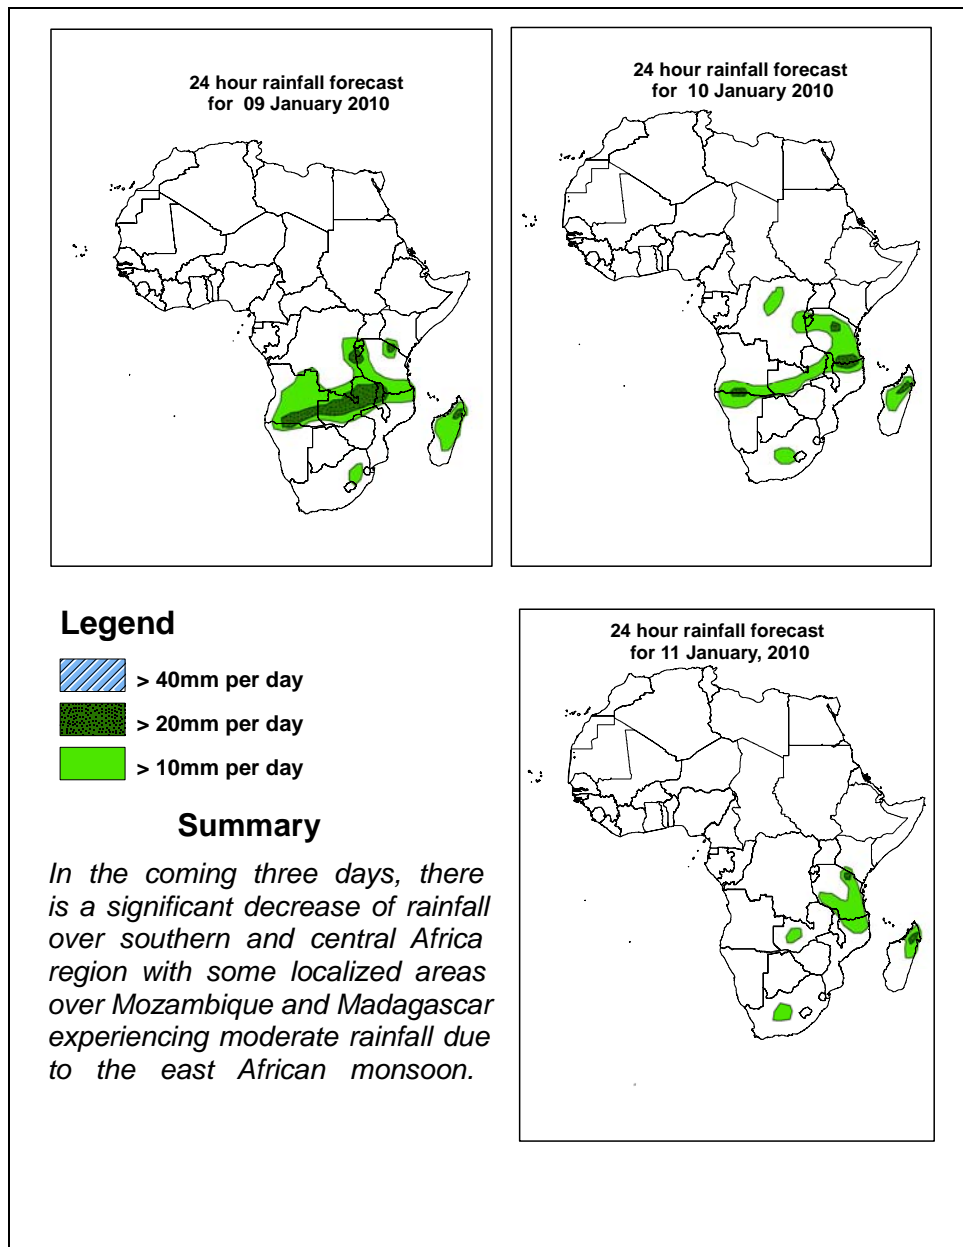 24 hour rainfall forecast
for 09 January 2010
24 hour rainfall forecast
for 10 January 2010
Legend
> 40mm per day
> 20mm per day
> 10mm per day
Summary
In the coming three days, there
is a significant decrease of rainfall
over southern and central Africa
region with some localized areas
over Mozambique and Madagascar
experiencing moderate rainfall due
to the east African monsoon.
24 hour rainfall forecast
for 11 January, 2010